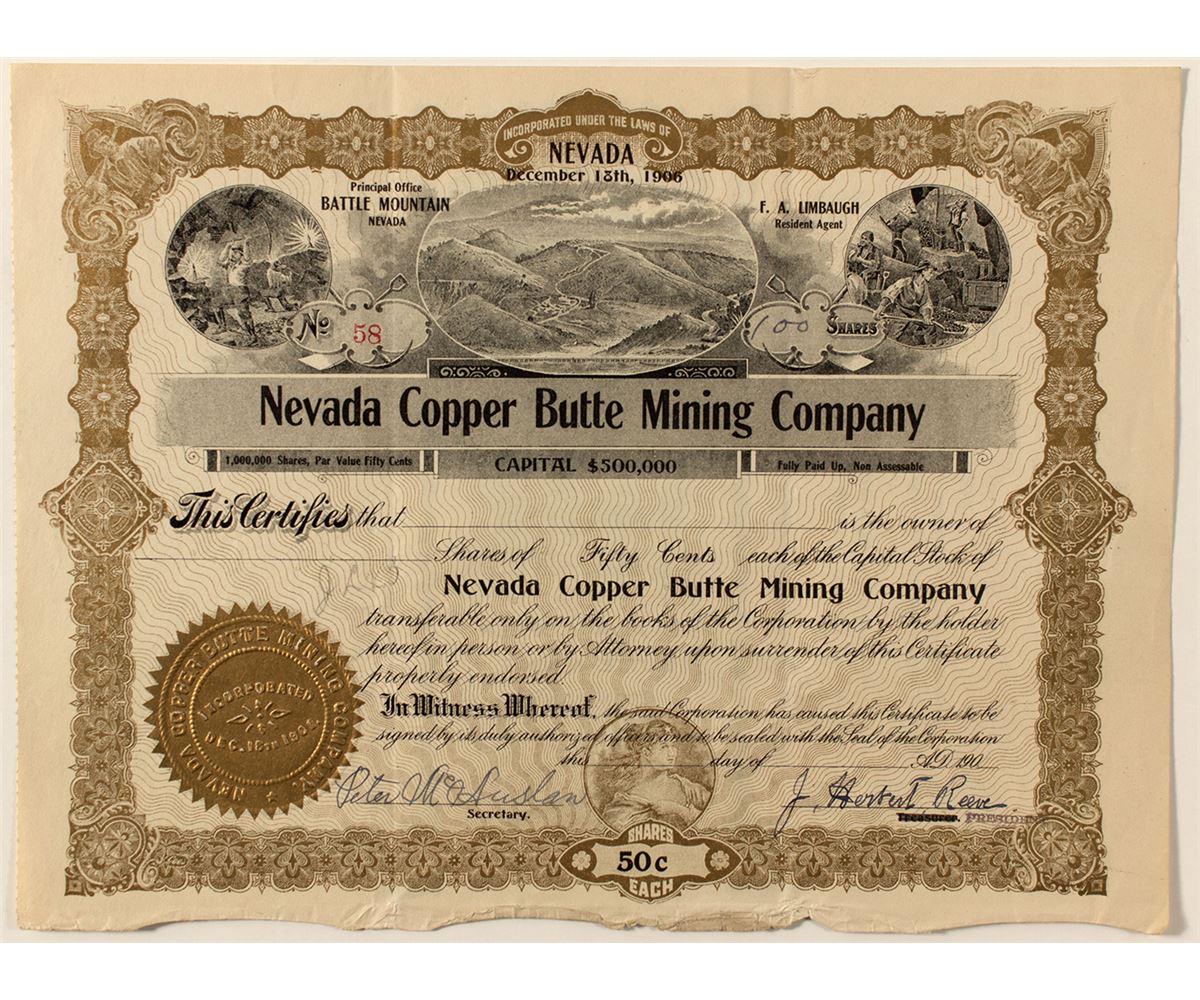 INCORPORATED UNDER THE LAWS OF
NEVADA
December 18th, 1906
Principal Office
BATTLE MOUNTAIN
NEVADA
F. A. LIMBAUGH
Resident Agent
No 58
100 SHARES
Nevada Copper Butte Mining Company
1,000,000 Shares, Par Value Fifty Cents
CAPITAL $500,000
Fully Paid Up, Non Assessable
This Certifies that is the owner of
Shares of Fifty Cents each of the Capital Stock of
Nevada Copper Butte Mining Company
transferable only on the books of the Corporation by the holder
hereof in person or by Attorney upon surrender of this Certificate
properly endorsed.
In Witness Whereof, the said Corporation has caused this Certificate to be
signed by its duly authorized officers and to be sealed with the Seal of the Corporation
this day of A.D. 190
NEVADA COPPER BUTTE MINING COMPANY
INCORPORATED
DEC. 18TH 1906.
Peter McAuslan
Secretary.
J. Herbert Reeve
Treasurer. PRESIDENT
SHARES
50c
EACH